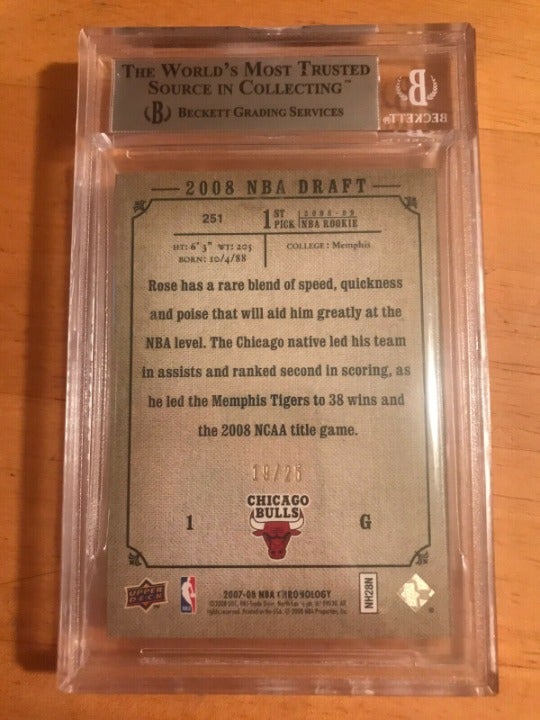 THE WORLD'S MOST TRUSTED
SOURCE IN COLLECTING™
B BECKETT GRADING SERVICES
B
BECKETT®
2008 NBA DRAFT
251
1ST PICK
2008-09
NBA ROOKIE
HT: 6' 3" WT: 205
BORN: 10/4/88
COLLEGE: Memphis
Rose has a rare blend of speed, quickness
and poise that will aid him greatly at the
NBA level. The Chicago native led his team
in assists and ranked second in scoring, as
he led the Memphis Tigers to 38 wins and
the 2008 NCAA title game.
19/25
CHICAGO
BULLS
1
G
UPPER
DECK
NBA
2007-08 NBA CHRONOLOGY
NH28N